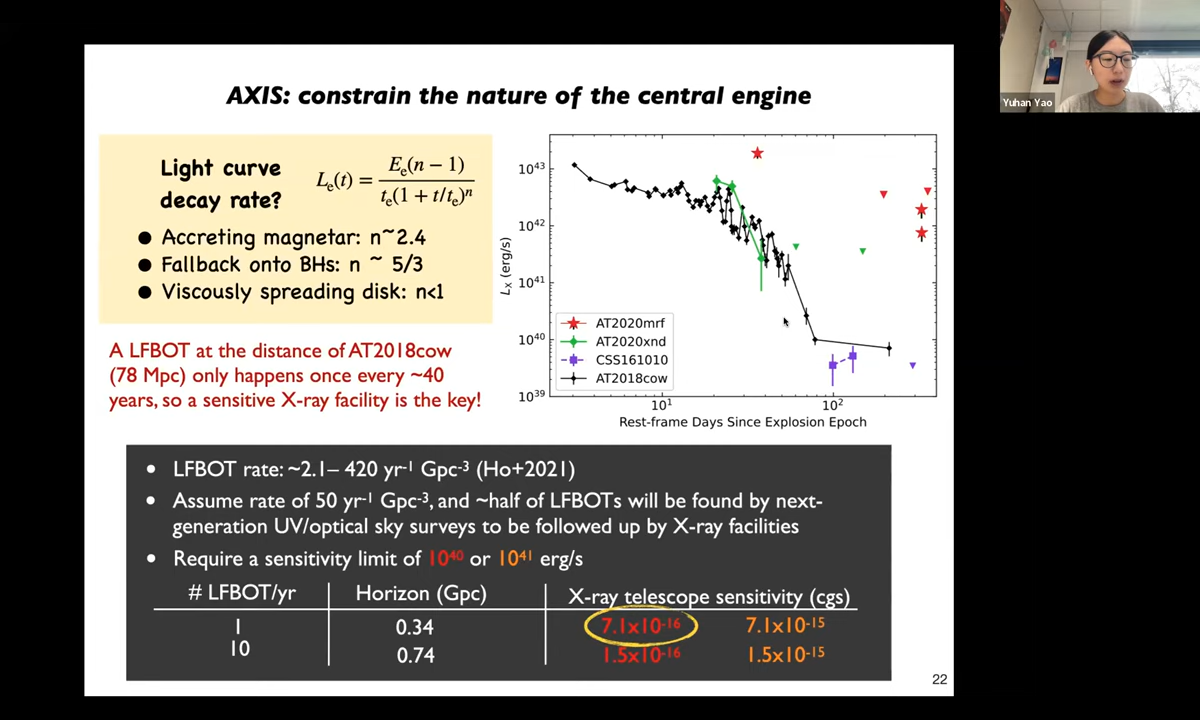 AXIS: constrain the nature of the central engine
Light curve
decay rate?
Lₑ(t) = Eₑ(n − 1) / tₑ(1 + t/tₑ)ⁿ
● Accreting magnetar: n~2.4
● Fallback onto BHs: n ~ 5/3
● Viscously spreading disk: n<1
A LFBOT at the distance of AT2018cow
(78 Mpc) only happens once every ~40
years, so a sensitive X-ray facility is the key!
10⁴³
10⁴²
10⁴¹
10⁴⁰
10³⁹
L_X (erg/s)
AT2020mrf
AT2020xnd
CSS161010
AT2018cow
10¹ 10²
Rest-frame Days Since Explosion Epoch
• LFBOT rate: ~2.1– 420 yr⁻¹ Gpc⁻³ (Ho+2021)
• Assume rate of 50 yr⁻¹ Gpc⁻³, and ~half of LFBOTs will be found by next-
generation UV/optical sky surveys to be followed up by X-ray facilities
• Require a sensitivity limit of 10⁴⁰ or 10⁴¹ erg/s
# LFBOT/yr Horizon (Gpc) X-ray telescope sensitivity (cgs)
1 0.34 7.1x10⁻¹⁶ 7.1x10⁻¹⁵
10 0.74 1.5x10⁻¹⁶ 1.5x10⁻¹⁵
22
Yuhan Yao